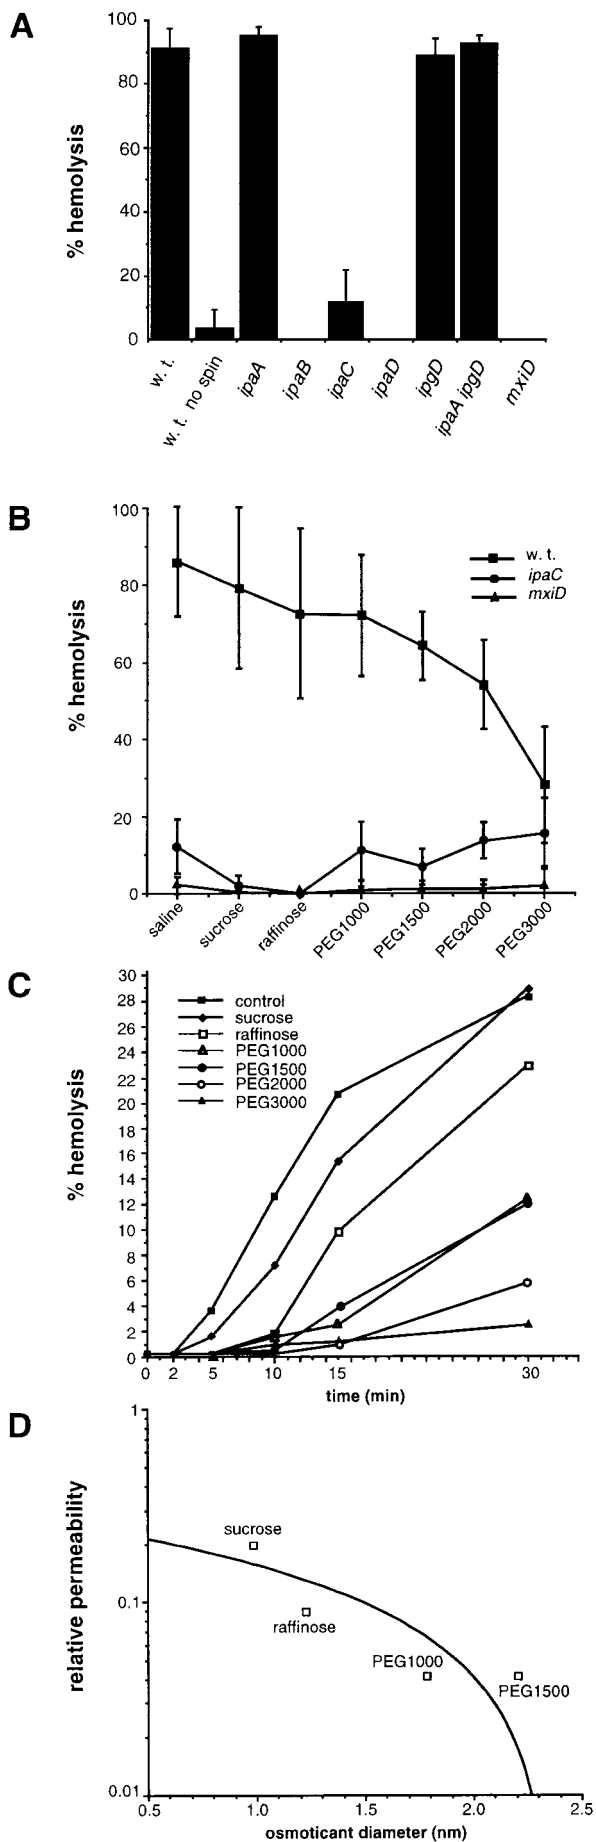 A
% hemolysis
100
80
60
40
20
0
w. t.
w. t. no spin
ipaA
ipaB
ipaC
ipaD
ipgD
ipaA ipgD
mxiD
B
% hemolysis
100
80
60
40
20
0
w. t.
ipaC
mxiD
saline
sucrose
raffinose
PEG1000
PEG1500
PEG2000
PEG3000
C
% hemolysis
30
28
26
24
22
20
18
16
14
12
10
8
6
4
2
0
control
sucrose
raffinose
PEG1000
PEG1500
PEG2000
PEG3000
0 2 5 10 15 30
time (min)
D
relative permeability
1
0.1
0.01
sucrose
raffinose
PEG1000
PEG1500
0.5 1.0 1.5 2.0 2.5
osmoticant diameter (nm)